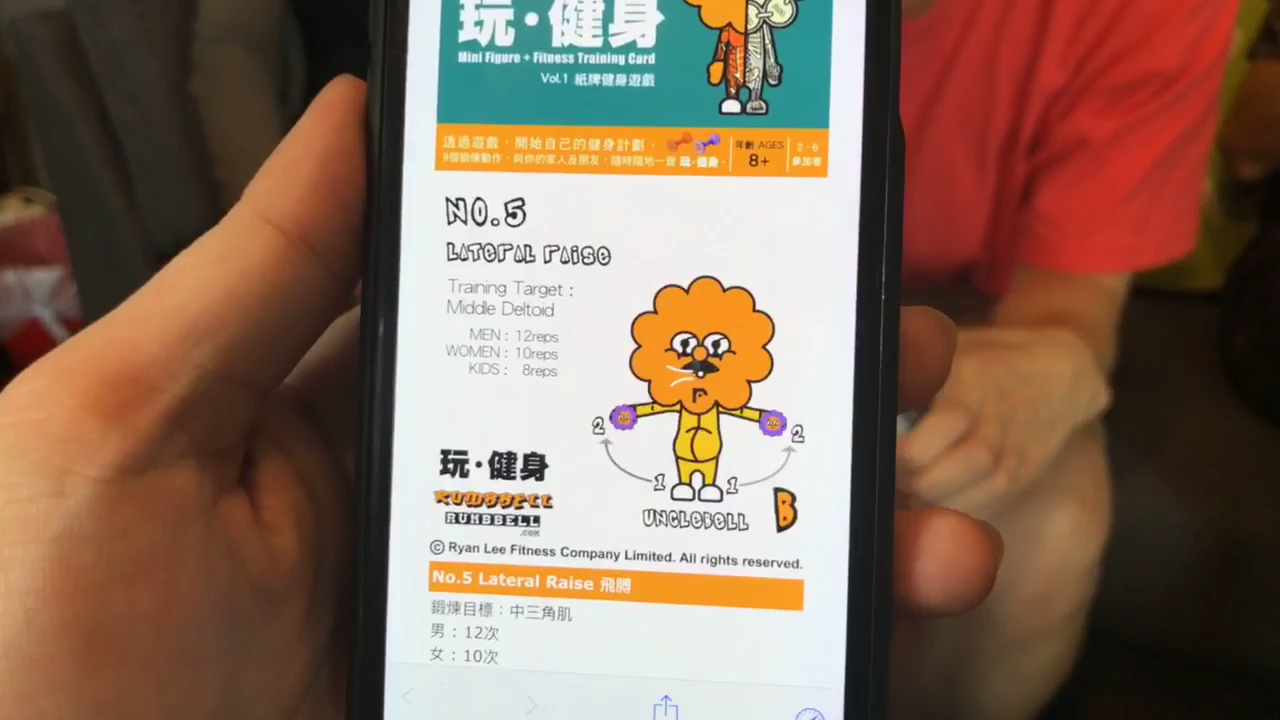 玩·健身
Mini Figure + Fitness Training Card
Vol.1 紙牌健身遊戲
透過遊戲,開始自己的健身計劃,
9個鍛煉動作,與你的家人及朋友,隨時隨地一齊 玩·健身。
年齡 AGES
8+
2-6
參加者
NO.5
LATERAL RAISE
Training Target :
Middle Deltoid
MEN : 12reps
WOMEN : 10reps
KIDS : 8reps
2
2
1
1
玩·健身
RUMBBELL
RUMBBELL
.com
UNCLEBELL
B
© Ryan Lee Fitness Company Limited. All rights reserved.
No.5 Lateral Raise 飛膊
鍛煉目標:中三角肌
男:12次
女:10次